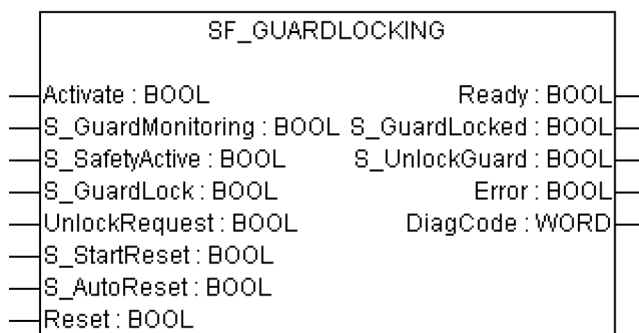 SF_GUARDLOCKING
Activate : BOOL Ready : BOOL
S_GuardMonitoring : BOOL S_GuardLocked : BOOL
S_SafetyActive : BOOL S_UnlockGuard : BOOL
S_GuardLock : BOOL Error : BOOL
UnlockRequest : BOOL DiagCode : WORD
S_StartReset : BOOL
S_AutoReset : BOOL
Reset : BOOL